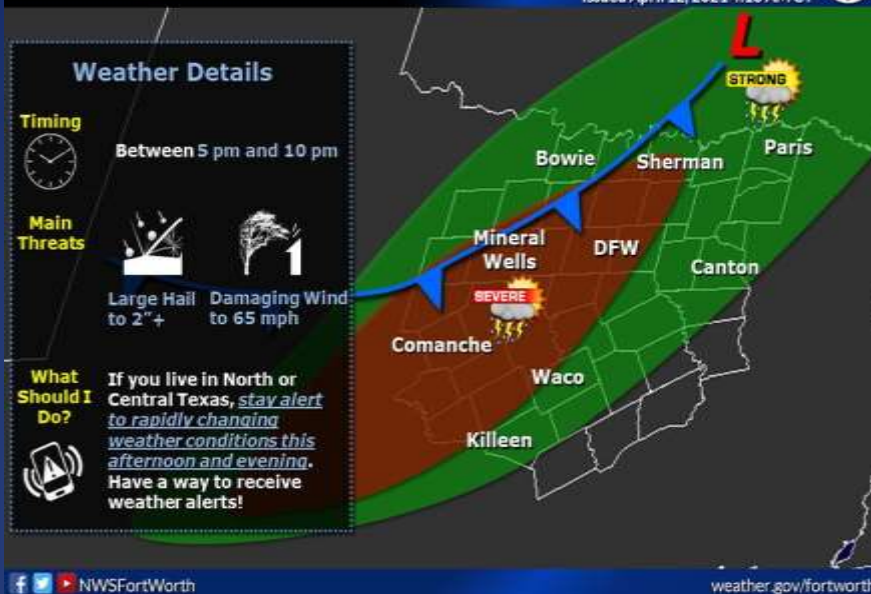 Weather Details
Timing
Between 5 pm and 10 pm
Main
Threats
Large Hail
to 2"+
Damaging Wind
to 65 mph
What
Should I
Do?
If you live in North or
Central Texas, stay alert
to rapidly changing
weather conditions this
afternoon and evening.
Have a way to receive
weather alerts!
L
STRONG
Bowie
Sherman
Paris
Mineral
Wells
DFW
Canton
SEVERE
Comanche
Waco
Killeen
NWSFortWorth
weather.gov/fortworth